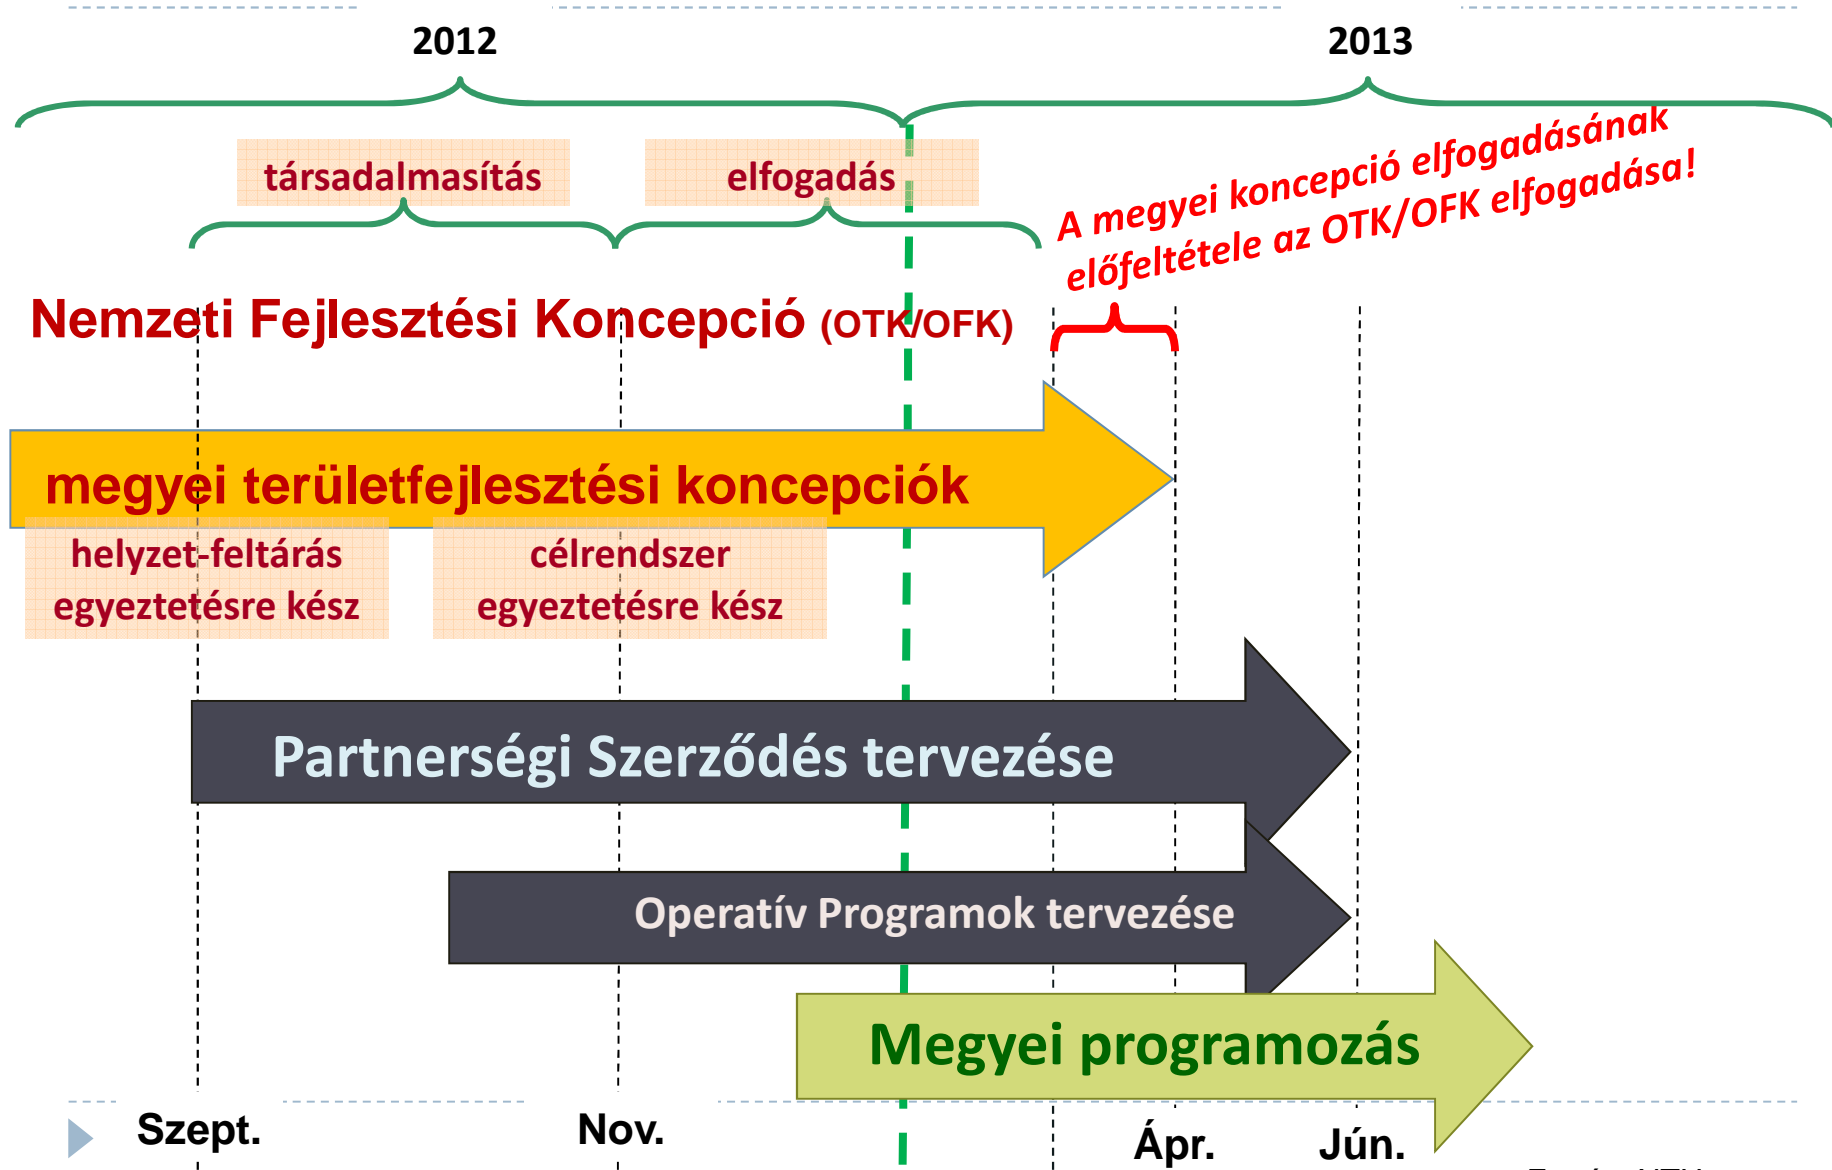 2012
2013
társadalmasítás
elfogadás
A megyei koncepció elfogadásának
előfeltétele az OTK/OFK elfogadása!
Nemzeti Fejlesztési Koncepció (OTK/OFK)
megyei területfejlesztési koncepciók
helyzet-feltárás
egyeztetésre kész
célrendszer
egyeztetésre kész
Partnerségi Szerződés tervezése
Operatív Programok tervezése
Megyei programozás
Szept.
Nov.
Ápr.
Jún.